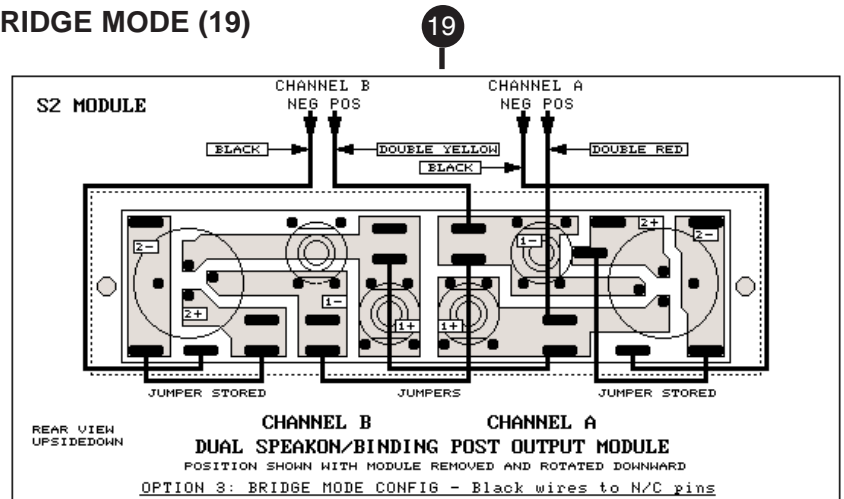 RIDGE MODE (19)
19
S2 MODULE
CHANNEL B
NEG POS
CHANNEL A
NEG POS
BLACK
DOUBLE YELLOW
BLACK
DOUBLE RED
2-
2+
1-
1+
1+
1-
2+
2-
JUMPER STORED
JUMPERS
JUMPER STORED
REAR VIEW
UPSIDEDOWN
CHANNEL B
CHANNEL A
DUAL SPEAKON/BINDING POST OUTPUT MODULE
POSITION SHOWN WITH MODULE REMOVED AND ROTATED DOWNWARD
OPTION 3: BRIDGE MODE CONFIG - Black wires to N/C pins